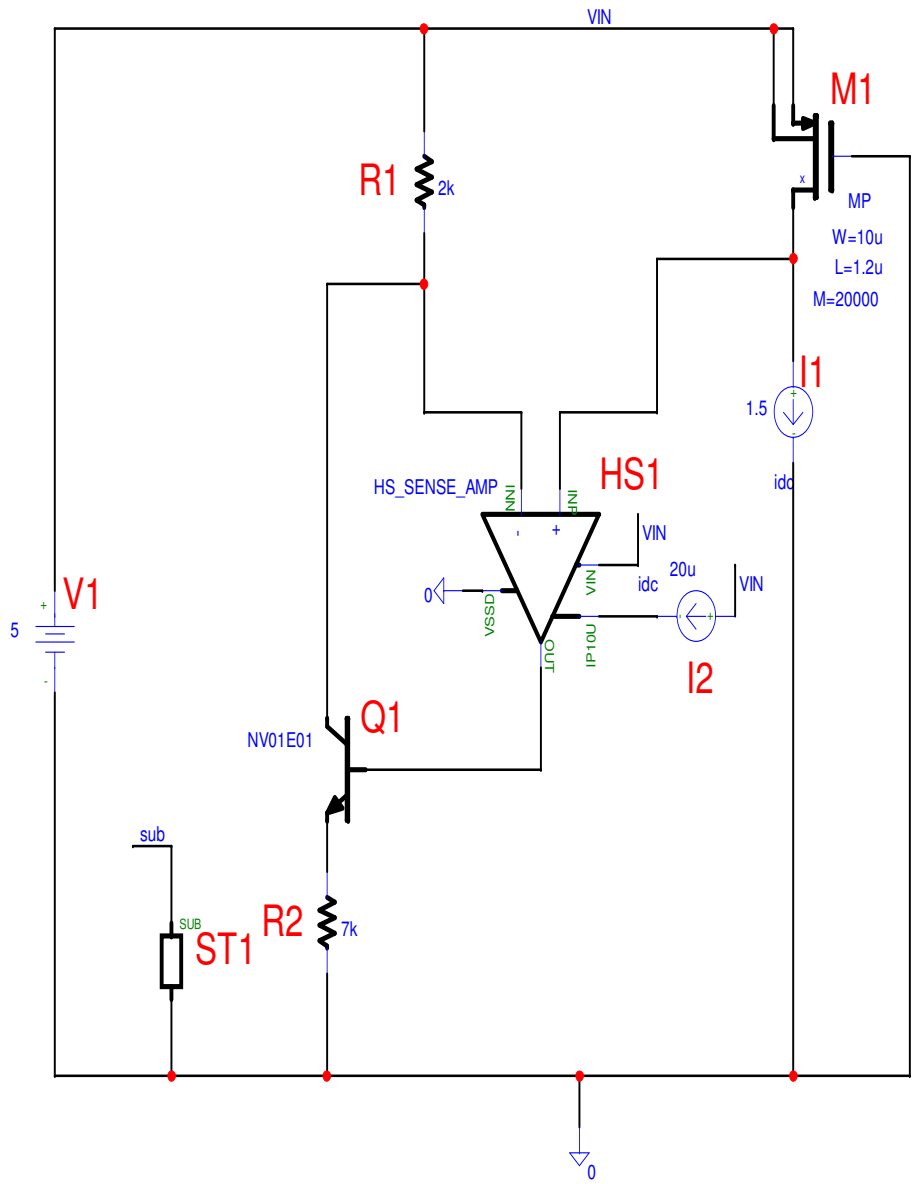 VIN
M1
R1
2k
x
MP
W=10u
L=1.2u
M=20000
I1
+
1.5
-
idc
HS1
HS_SENSE_AMP
INN
INP
-
+
VIN
VIN
20u
idc
VIN
0
VSSD
IP10U
-
+
OUT
I2
V1
+
5
-
Q1
NV01E01
sub
SUB
ST1
R2
7k
0